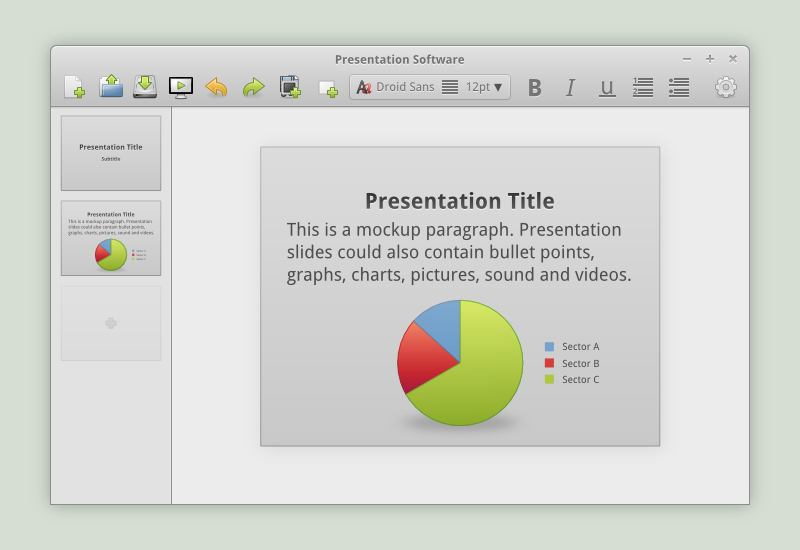 Presentation Software
Droid Sans 12pt
B I u
1
2
Presentation Title
Subtitle
Presentation Title
This is a mockup paragraph. Presentation
slides could also contain bullet points,
graphs, charts, pictures, sound and videos.
Presentation Title
This is a mockup paragraph. Presentation
slides could also contain bullet points,
graphs, charts, pictures, sound and videos.
Sector A
Sector B
Sector C